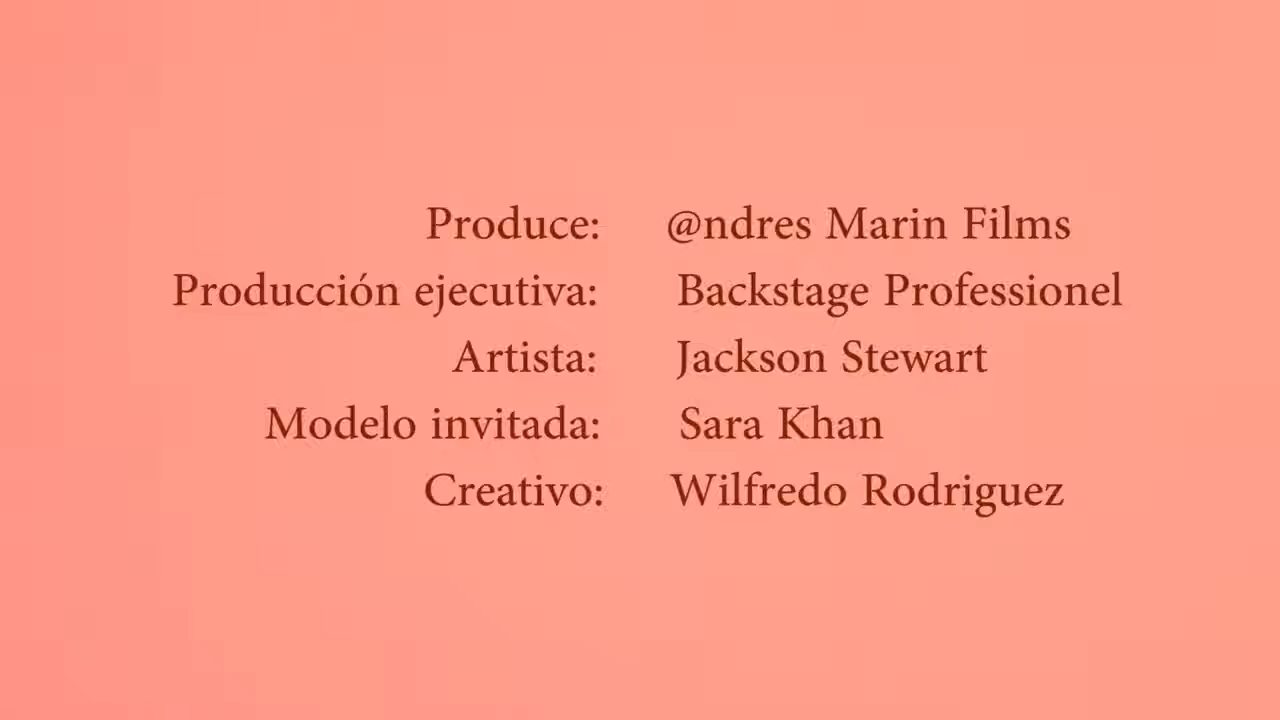 Produce: @ndres Marin Films
Producción ejecutiva: Backstage Professionel
Artista: Jackson Stewart
Modelo invitada: Sara Khan
Creativo: Wilfredo Rodriguez